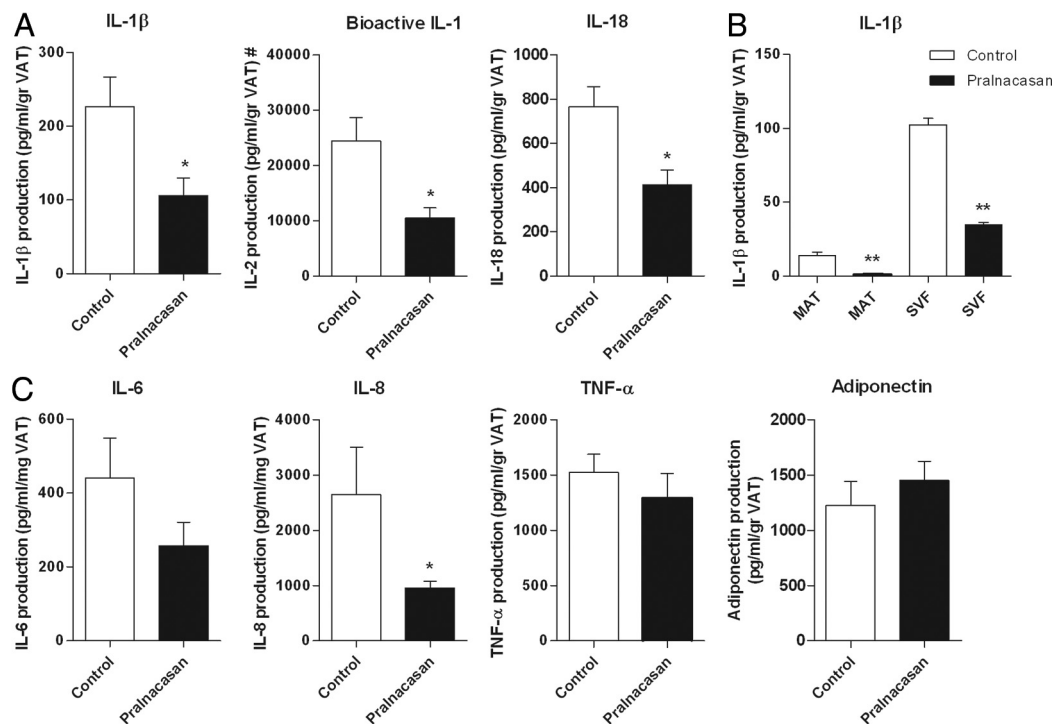 A
IL-1β
IL-1β production (pg/ml/gr VAT)
300
200
100
0
*
Control
Pralnacasan
Bioactive IL-1
IL-2 production (pg/ml/gr VAT) #
40000
30000
20000
10000
0
*
Control
Pralnacasan
IL-18
IL-18 production (pg/ml/gr VAT)
1000
800
600
400
200
0
*
Control
Pralnacasan
B
IL-1β
IL-1β production (pg/ml/gr VAT)
150
100
50
0
**
**
MAT
MAT
SVF
SVF
Control
Pralnacasan
C
IL-6
IL-6 production (pg/ml/mg VAT)
600
400
200
0
Control
Pralnacasan
IL-8
IL-8 production (pg/ml/mg VAT)
4000
3000
2000
1000
0
*
Control
Pralnacasan
TNF-α
TNF-α production (pg/ml/gr VAT)
2000
1500
1000
500
0
Control
Pralnacasan
Adiponectin
Adiponectin production
(pg/ml/gr VAT)
2000
1500
1000
500
0
Control
Pralnacasan